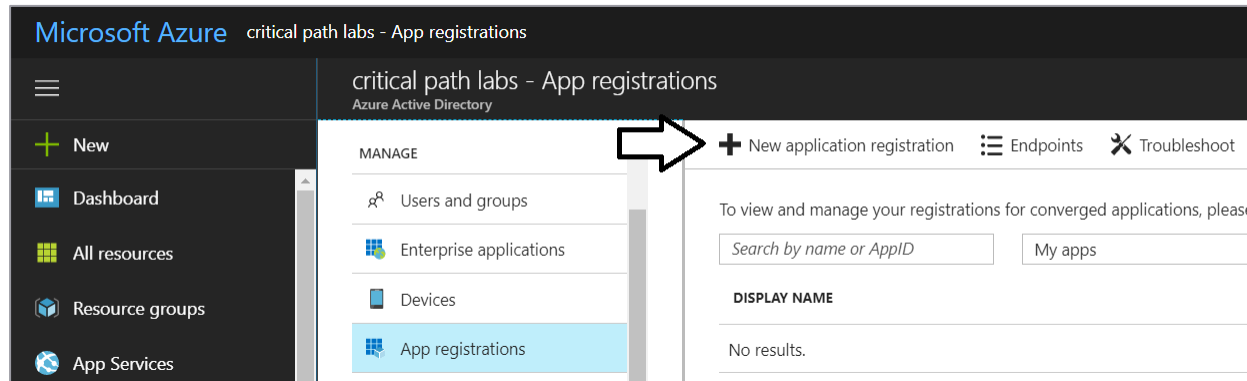 Microsoft Azure critical path labs - App registrations
critical path labs - App registrations
Azure Active Directory
New
Dashboard
All resources
Resource groups
App Services
MANAGE
Users and groups
Enterprise applications
Devices
App registrations
New application registration Endpoints Troubleshoot
To view and manage your registrations for converged applications, please
Search by name or AppID My apps
DISPLAY NAME
No results.